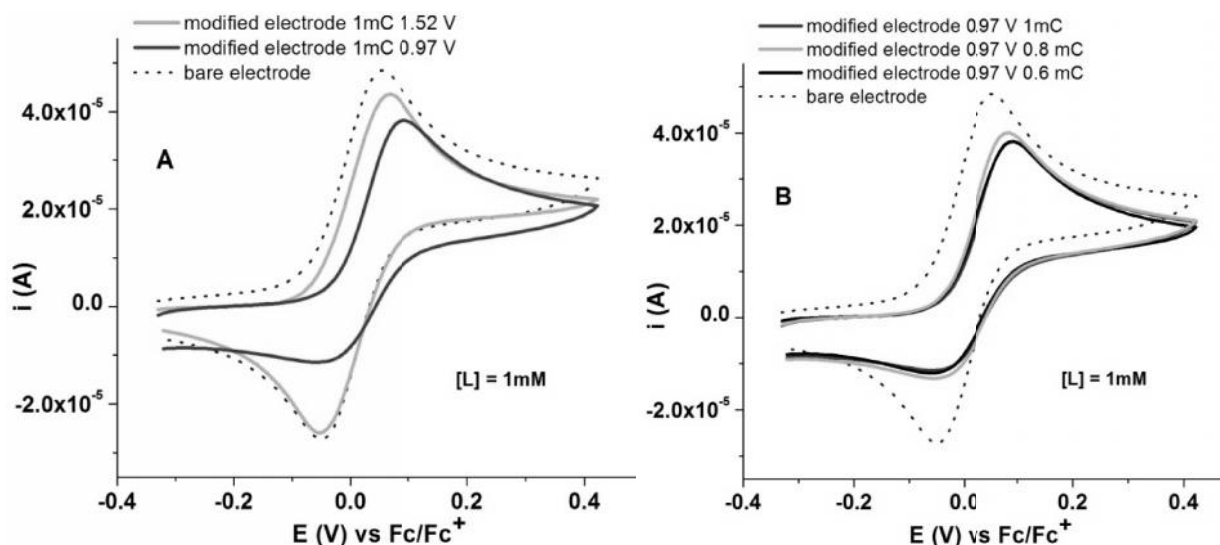 modified electrode 1mC 1.52 V
modified electrode 1mC 0.97 V
bare electrode
4.0x10⁻⁵
2.0x10⁻⁵
0.0
-2.0x10⁻⁵
i (A)
A
[L] = 1mM
-0.4 -0.2 0.0 0.2 0.4
E (V) vs Fc/Fc⁺
modified electrode 0.97 V 1mC
modified electrode 0.97 V 0.8 mC
modified electrode 0.97 V 0.6 mC
bare electrode
4.0x10⁻⁵
2.0x10⁻⁵
0.0
-2.0x10⁻⁵
i (A)
B
[L] = 1mM
-0.4 -0.2 0.0 0.2 0.4
E (V) vs Fc/Fc⁺